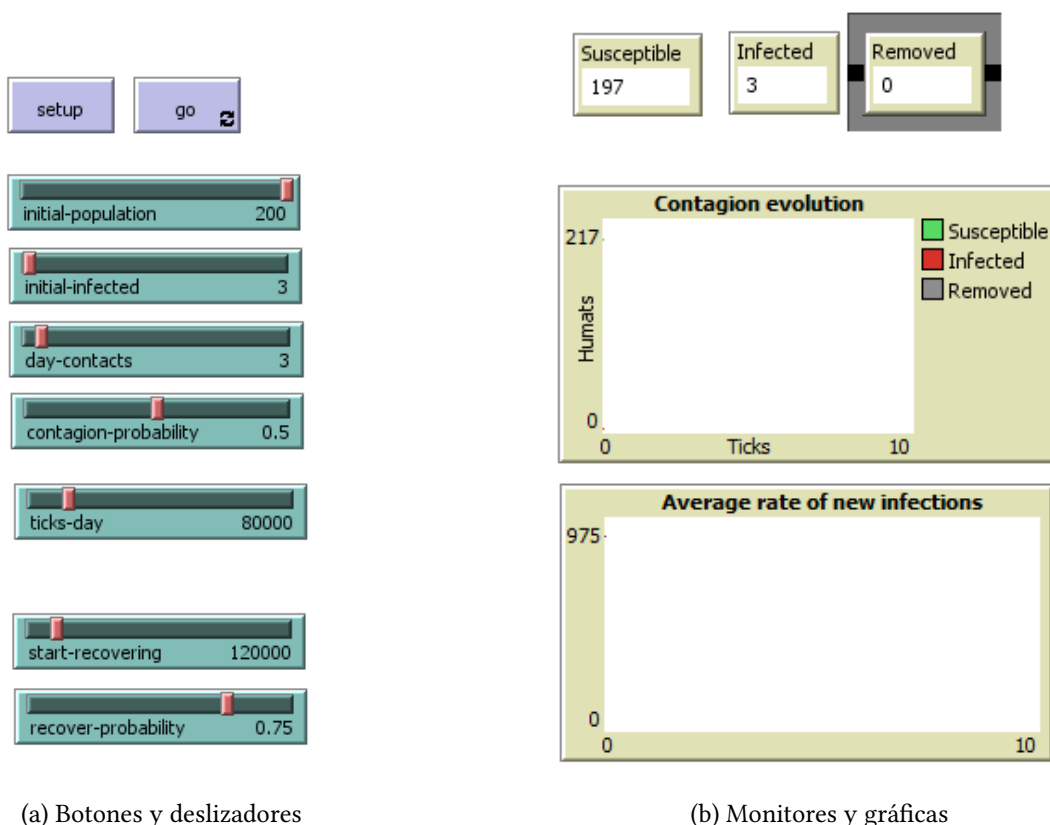 setup
go
initial-population 200
initial-infected 3
day-contacts 3
contagion-probability 0.5
ticks-day 80000
start-recovering 120000
recover-probability 0.75
(a) Botones y deslizadores
Susceptible
197
Infected
3
Removed
0
Contagion evolution
217
Humats
0
0 Ticks 10
Susceptible
Infected
Removed
Average rate of new infections
975
0
0 10
(b) Monitores y gráficas